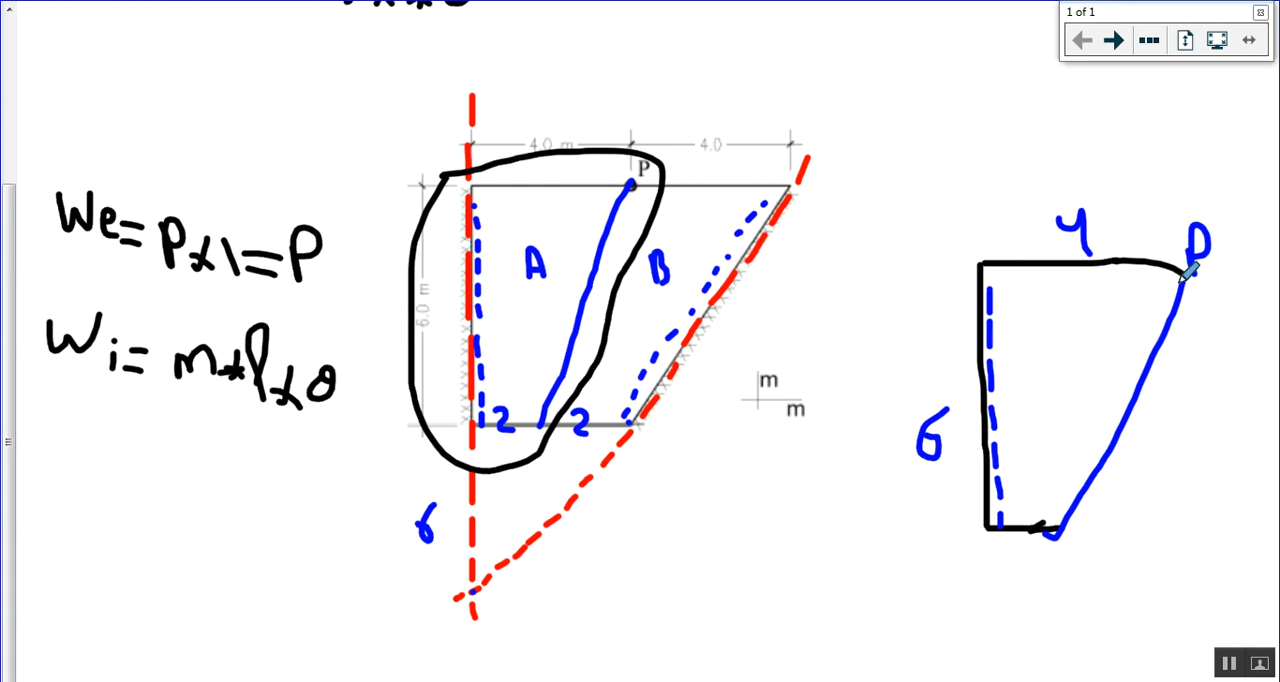 1 of 1
4.0 m
4.0
P
We = P x 1 = P
A
B
4
P
6.0 m
Wi = m x l x θ
m
m
2
2
6
6